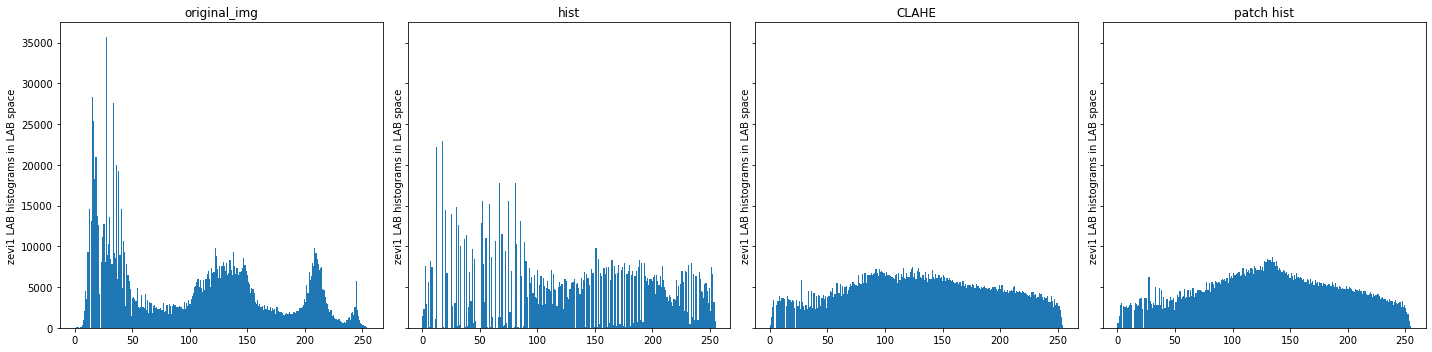 original_img
hist
CLAHE
patch hist
zevi1 LAB histograms in LAB space
35000
30000
25000
20000
15000
10000
5000
0
0 50 100 150 200 250
zevi1 LAB histograms in LAB space
0 50 100 150 200 250
zevi1 LAB histograms in LAB space
0 50 100 150 200 250
zevi1 LAB histograms in LAB space
0 50 100 150 200 250